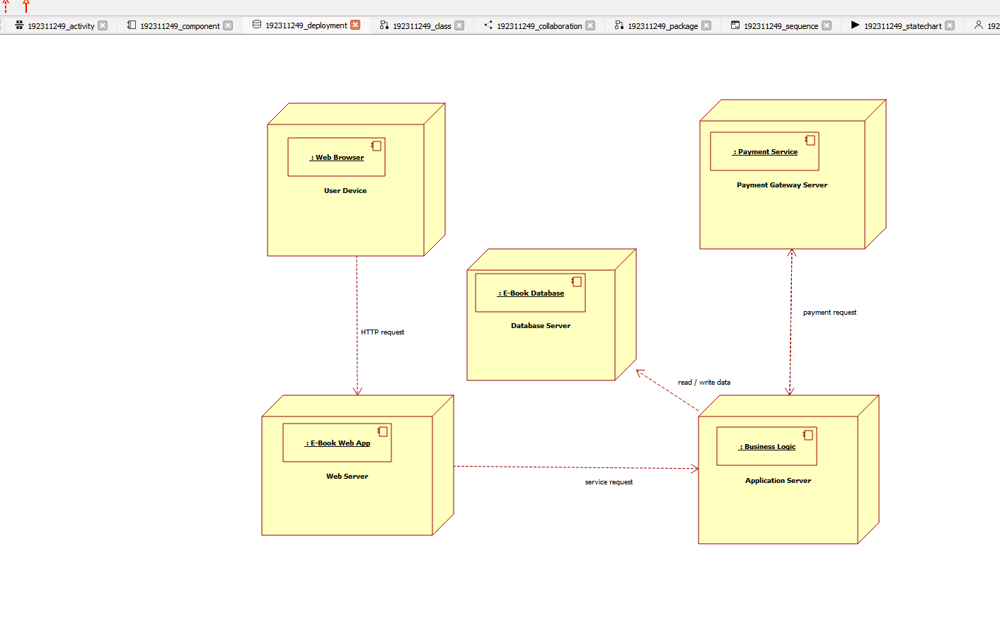 192311249_activity
192311249_component
192311249_deployment
192311249_class
192311249_collaboration
192311249_package
192311249_sequence
192311249_statechart
192
: Web Browser
User Device
: Payment Service
Payment Gateway Server
: E-Book Database
Database Server
payment request
HTTP request
read / write data
: E-Book Web App
Web Server
: Business Logic
Application Server
service request